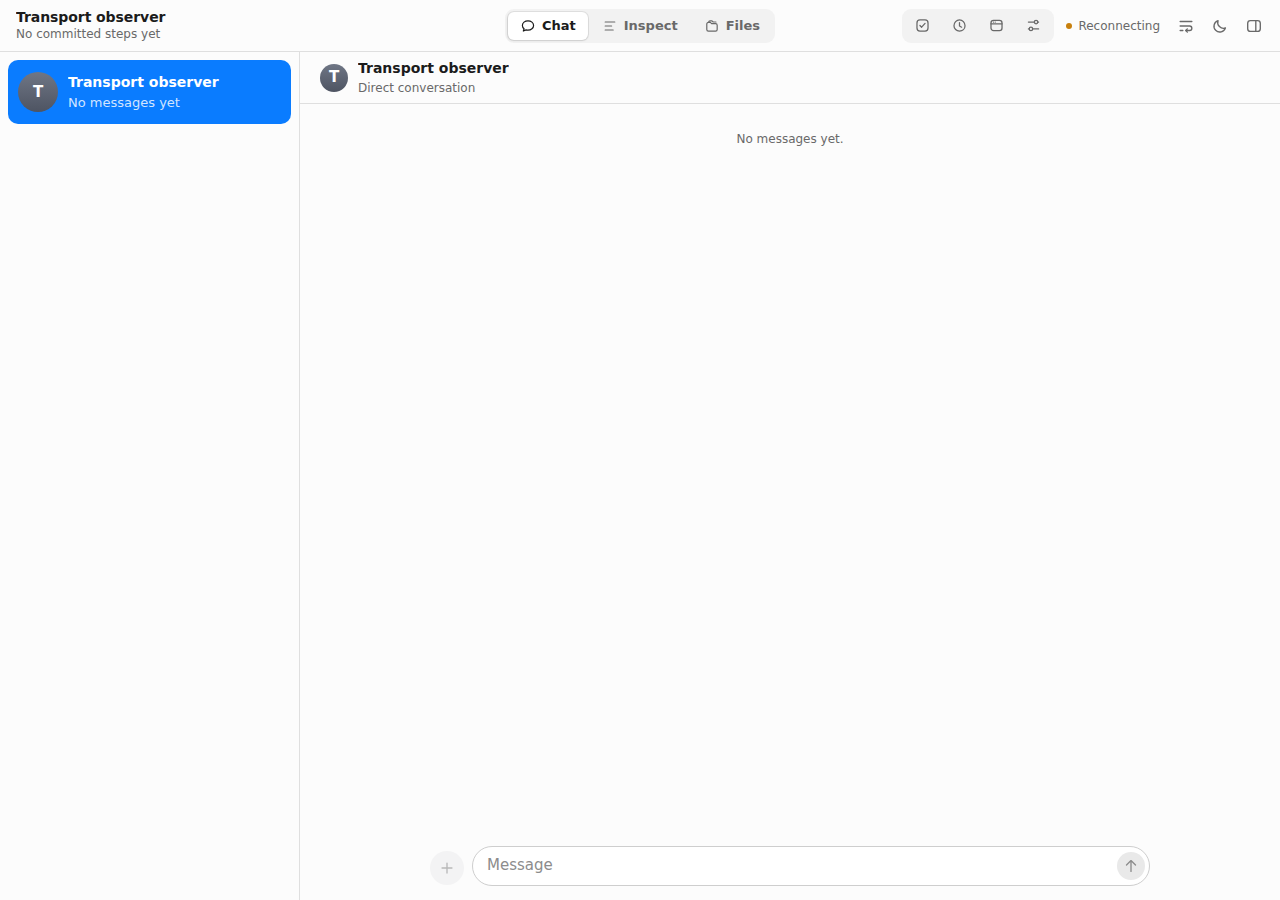 Transport observer
No committed steps yet
Chat
Inspect
Files
Reconnecting
T
Transport observer
No messages yet
T
Transport observer
Direct conversation
No messages yet.
Message